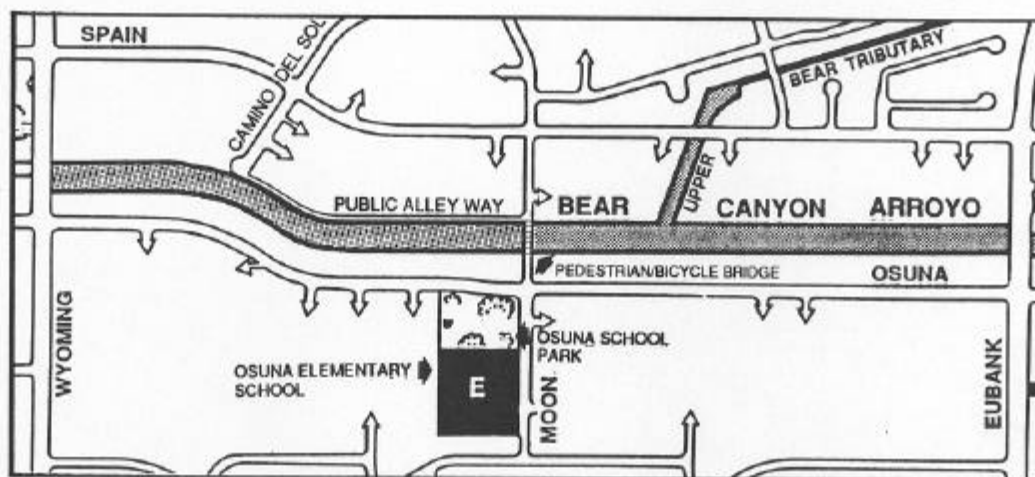 SPAIN
CAMINO DEL SOL
BEAR TRIBUTARY
UPPER
PUBLIC ALLEY WAY
BEAR CANYON ARROYO
PEDESTRIAN/BICYCLE BRIDGE
OSUNA
WYOMING
OSUNA SCHOOL
PARK
OSUNA ELEMENTARY
SCHOOL
E
MOON
EUBANK